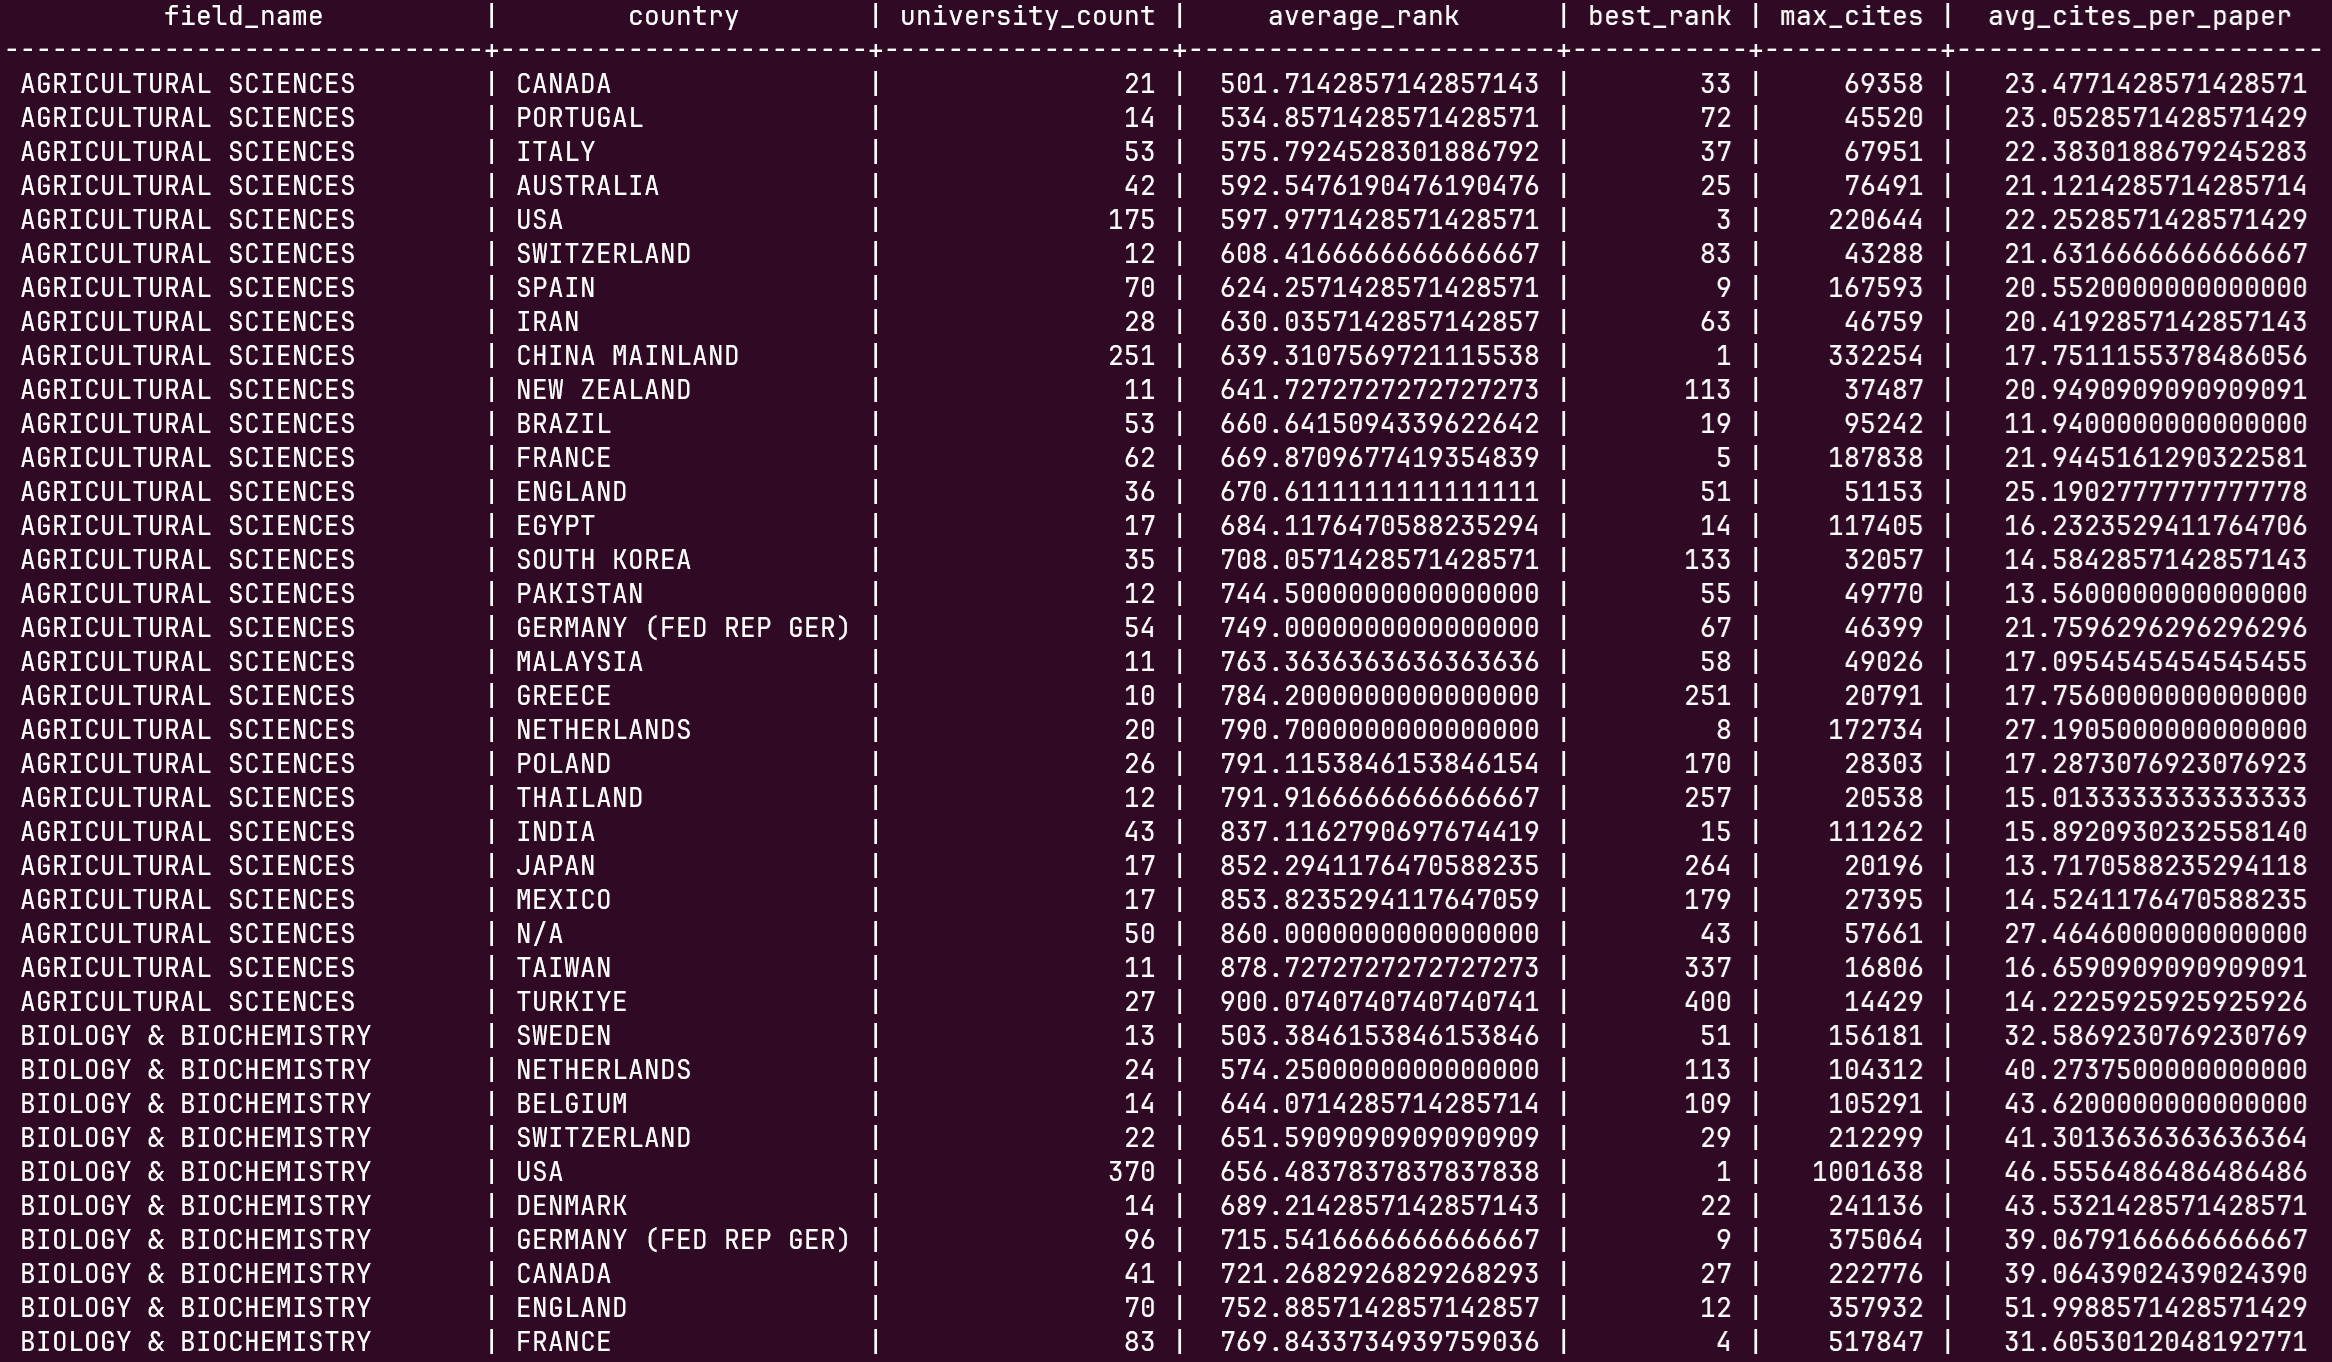 field_name | country | university_count | average_rank | best_rank | max_cites | avg_cites_per_paper
------------------------------+-----------------------+------------------+-----------------------+-----------+-----------+-----------------------
AGRICULTURAL SCIENCES | CANADA | 21 | 501.7142857142857143 | 33 | 69358 | 23.4771428571428571
AGRICULTURAL SCIENCES | PORTUGAL | 14 | 534.8571428571428571 | 72 | 45520 | 23.0528571428571429
AGRICULTURAL SCIENCES | ITALY | 53 | 575.7924528301886792 | 37 | 67951 | 22.3830188679245283
AGRICULTURAL SCIENCES | AUSTRALIA | 42 | 592.5476190476190476 | 25 | 76491 | 21.1214285714285714
AGRICULTURAL SCIENCES | USA | 175 | 597.9771428571428571 | 3 | 220644 | 22.2528571428571429
AGRICULTURAL SCIENCES | SWITZERLAND | 12 | 608.4166666666666667 | 83 | 43288 | 21.6316666666666667
AGRICULTURAL SCIENCES | SPAIN | 70 | 624.2571428571428571 | 9 | 167593 | 20.5520000000000000
AGRICULTURAL SCIENCES | IRAN | 28 | 630.0357142857142857 | 63 | 46759 | 20.4192857142857143
AGRICULTURAL SCIENCES | CHINA MAINLAND | 251 | 639.3107569721115538 | 1 | 332254 | 17.7511155378486056
AGRICULTURAL SCIENCES | NEW ZEALAND | 11 | 641.7272727272727273 | 113 | 37487 | 20.9490909090909091
AGRICULTURAL SCIENCES | BRAZIL | 53 | 660.6415094339622642 | 19 | 95242 | 11.9400000000000000
AGRICULTURAL SCIENCES | FRANCE | 62 | 669.8709677419354839 | 5 | 187838 | 21.9445161290322581
AGRICULTURAL SCIENCES | ENGLAND | 36 | 670.6111111111111111 | 51 | 51153 | 25.1902777777777778
AGRICULTURAL SCIENCES | EGYPT | 17 | 684.1176470588235294 | 14 | 117405 | 16.2323529411764706
AGRICULTURAL SCIENCES | SOUTH KOREA | 35 | 708.0571428571428571 | 133 | 32057 | 14.5842857142857143
AGRICULTURAL SCIENCES | PAKISTAN | 12 | 744.5000000000000000 | 55 | 49770 | 13.5600000000000000
AGRICULTURAL SCIENCES | GERMANY (FED REP GER) | 54 | 749.0000000000000000 | 67 | 46399 | 21.7596296296296296
AGRICULTURAL SCIENCES | MALAYSIA | 11 | 763.3636363636363636 | 58 | 49026 | 17.0954545454545455
AGRICULTURAL SCIENCES | GREECE | 10 | 784.2000000000000000 | 251 | 20791 | 17.7560000000000000
AGRICULTURAL SCIENCES | NETHERLANDS | 20 | 790.7000000000000000 | 8 | 172734 | 27.1905000000000000
AGRICULTURAL SCIENCES | POLAND | 26 | 791.1153846153846154 | 170 | 28303 | 17.2873076923076923
AGRICULTURAL SCIENCES | THAILAND | 12 | 791.9166666666666667 | 257 | 20538 | 15.0133333333333333
AGRICULTURAL SCIENCES | INDIA | 43 | 837.1162790697674419 | 15 | 111262 | 15.8920930232558140
AGRICULTURAL SCIENCES | JAPAN | 17 | 852.2941176470588235 | 264 | 20196 | 13.7170588235294118
AGRICULTURAL SCIENCES | MEXICO | 17 | 853.8235294117647059 | 179 | 27395 | 14.5241176470588235
AGRICULTURAL SCIENCES | N/A | 50 | 860.0000000000000000 | 43 | 57661 | 27.4646000000000000
AGRICULTURAL SCIENCES | TAIWAN | 11 | 878.7272727272727273 | 337 | 16806 | 16.6590909090909091
AGRICULTURAL SCIENCES | TURKIYE | 27 | 900.0740740740740741 | 400 | 14429 | 14.2225925925925926
BIOLOGY & BIOCHEMISTRY | SWEDEN | 13 | 503.3846153846153846 | 51 | 156181 | 32.5869230769230769
BIOLOGY & BIOCHEMISTRY | NETHERLANDS | 24 | 574.2500000000000000 | 113 | 104312 | 40.2737500000000000
BIOLOGY & BIOCHEMISTRY | BELGIUM | 14 | 644.0714285714285714 | 109 | 105291 | 43.6200000000000000
BIOLOGY & BIOCHEMISTRY | SWITZERLAND | 22 | 651.5909090909090909 | 29 | 212299 | 41.3013636363636364
BIOLOGY & BIOCHEMISTRY | USA | 370 | 656.4837837837837838 | 1 | 1001638 | 46.5556486486486486
BIOLOGY & BIOCHEMISTRY | DENMARK | 14 | 689.2142857142857143 | 22 | 241136 | 43.5321428571428571
BIOLOGY & BIOCHEMISTRY | GERMANY (FED REP GER) | 96 | 715.5416666666666667 | 9 | 375064 | 39.0679166666666667
BIOLOGY & BIOCHEMISTRY | CANADA | 41 | 721.2682926829268293 | 27 | 222776 | 39.0643902439024390
BIOLOGY & BIOCHEMISTRY | ENGLAND | 70 | 752.8857142857142857 | 12 | 357932 | 51.9988571428571429
BIOLOGY & BIOCHEMISTRY | FRANCE | 83 | 769.8433734939759036 | 4 | 517847 | 31.6053012048192771